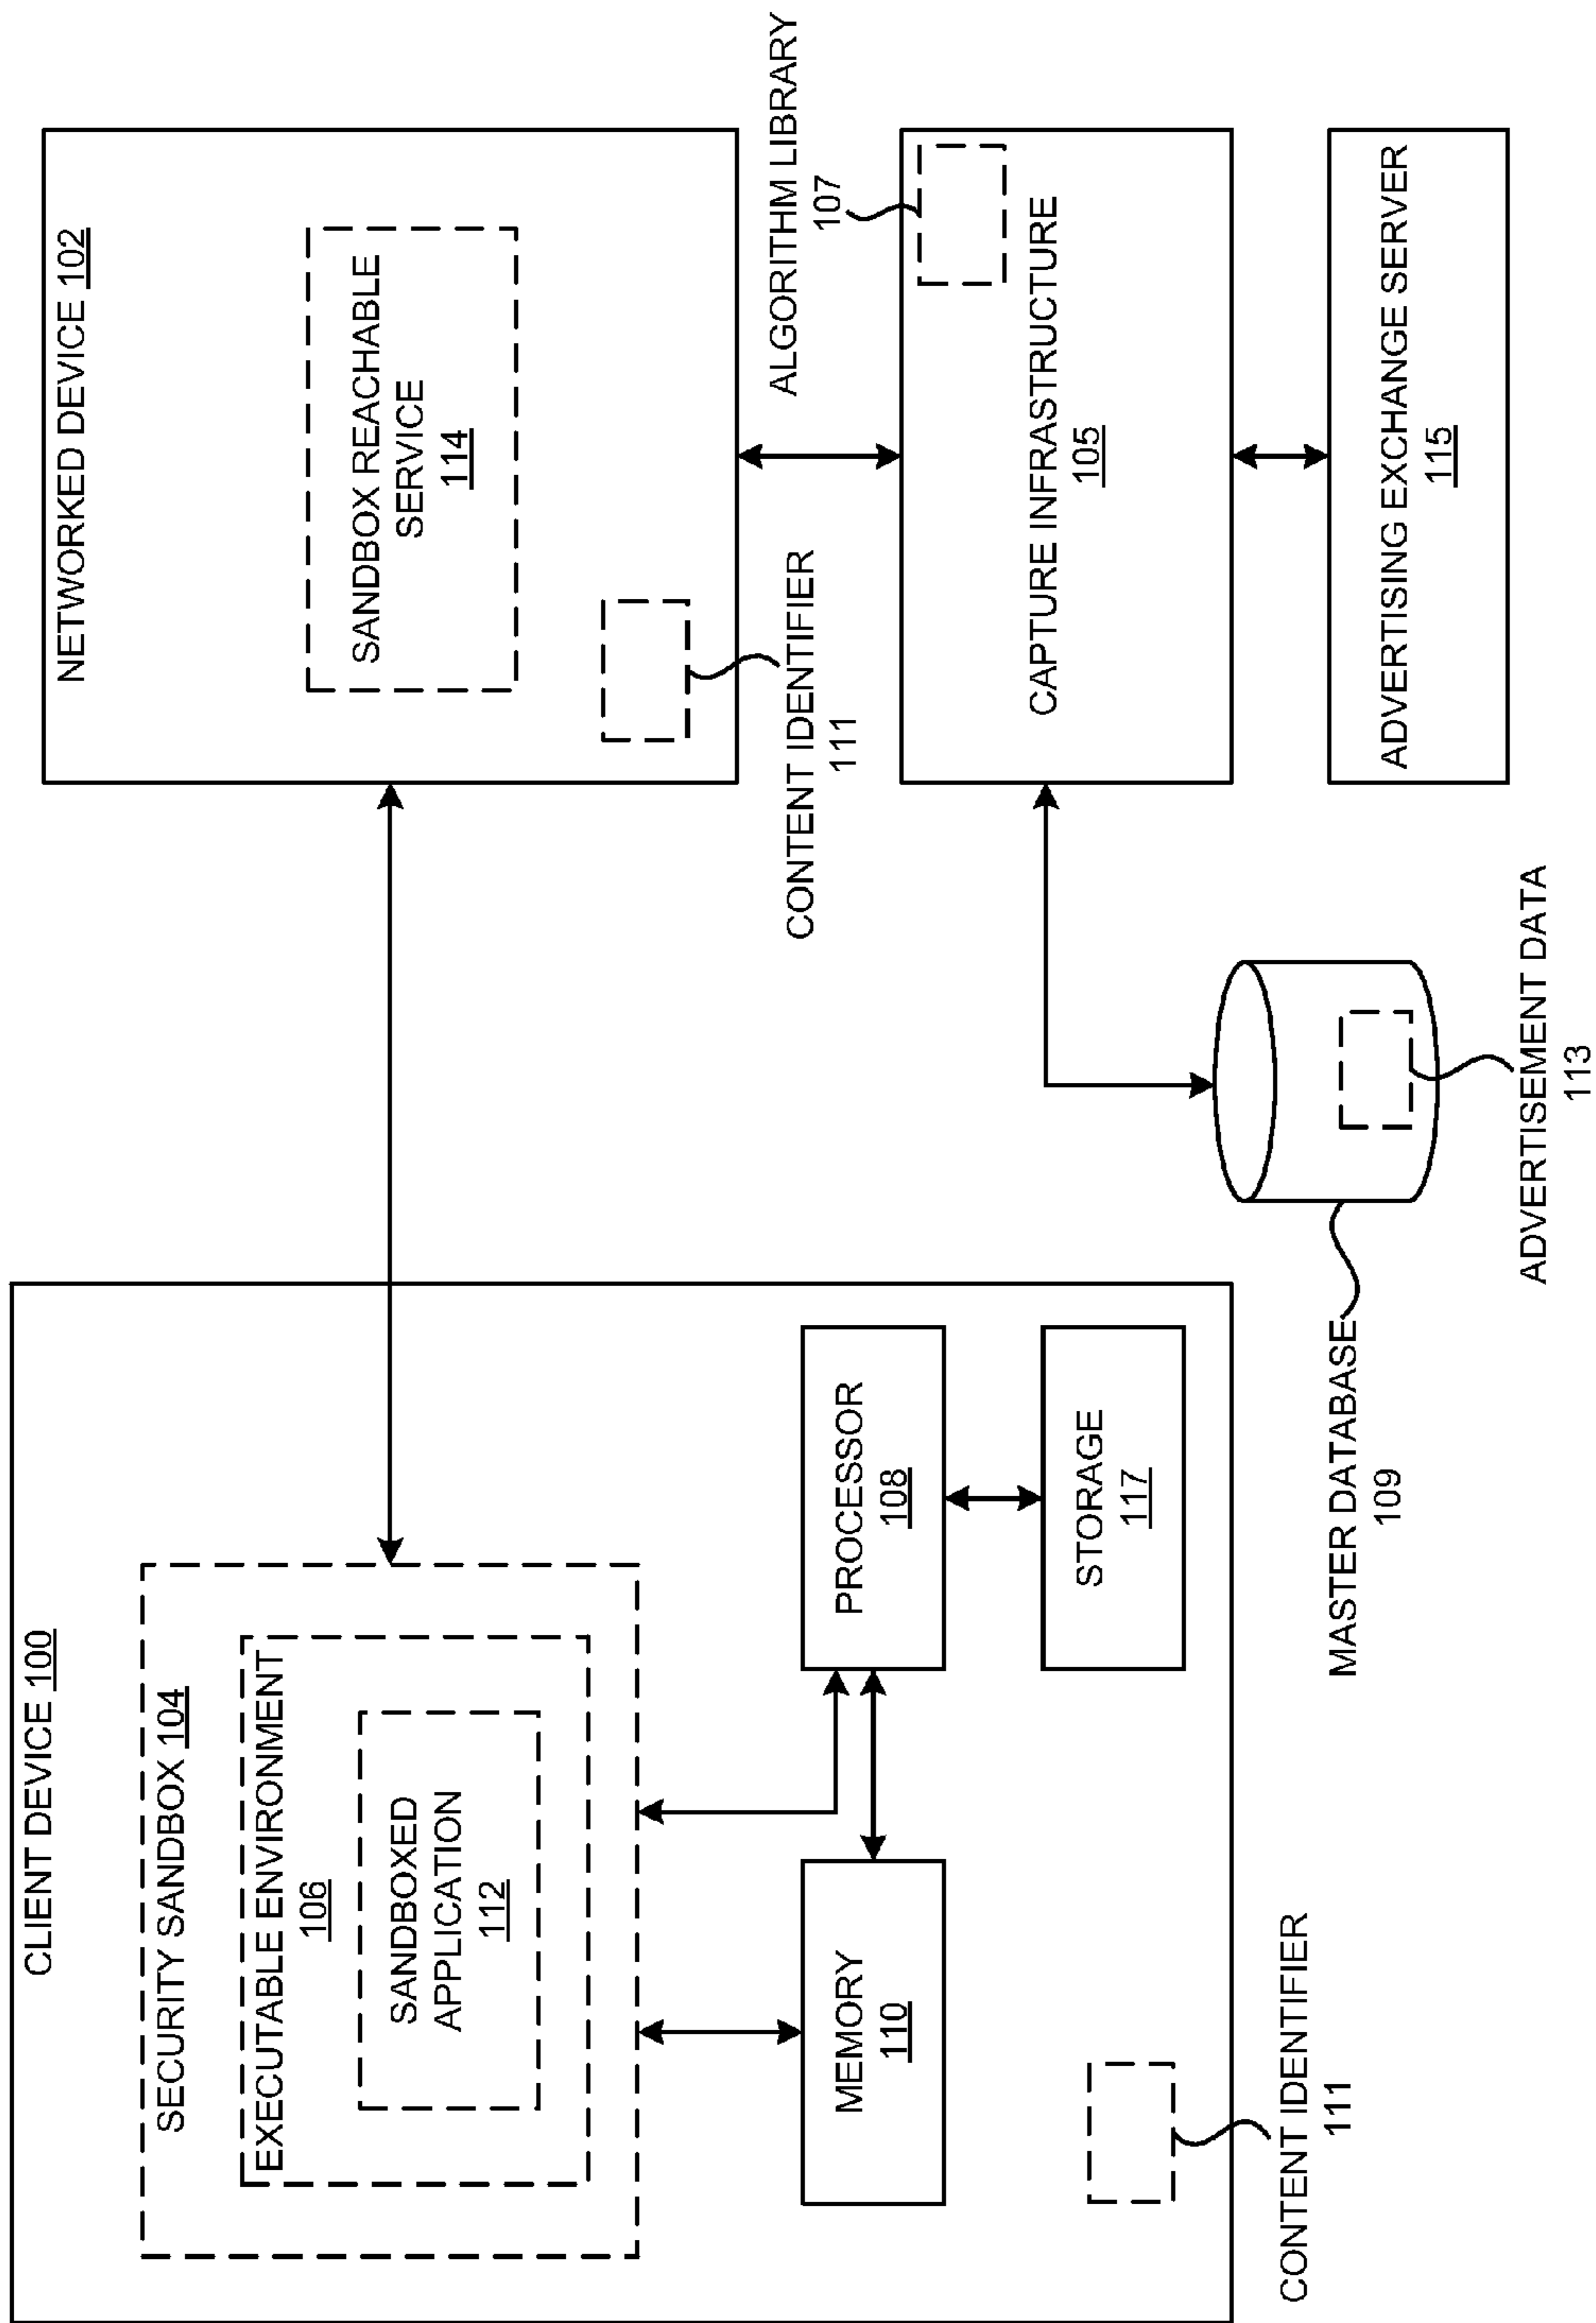 CLIENT DEVICE 100
SECURITY SANDBOX 104
EXECUTABLE ENVIRONMENT
106
SANDBOXED
APPLICATION
112
MEMORY
110
PROCESSOR
108
STORAGE
117
CONTENT IDENTIFIER
111
NETWORKED DEVICE 102
SANDBOX REACHABLE
SERVICE
114
CONTENT IDENTIFIER
111
ALGORITHM LIBRARY
107
CAPTURE INFRASTRUCTURE
105
MASTER DATABASE
109
ADVERTISEMENT DATA
113
ADVERTISING EXCHANGE SERVER
115